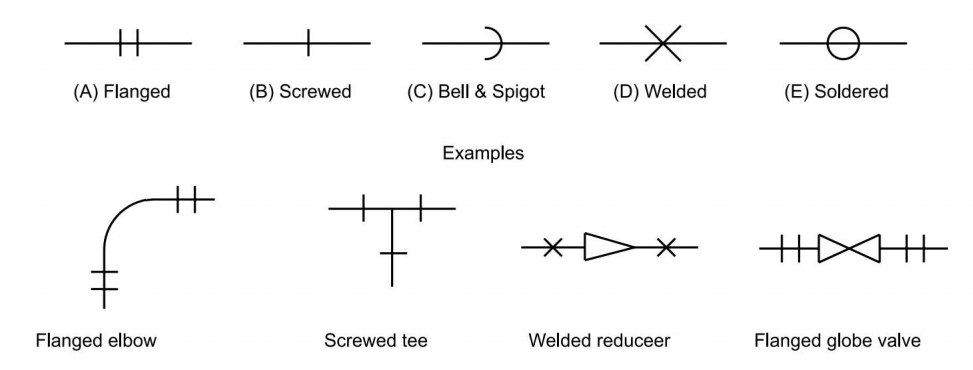 (A) Flanged
(B) Screwed
(C) Bell & Spigot
(D) Welded
(E) Soldered
Examples
Flanged elbow
Screwed tee
Welded reduceer
Flanged globe valve